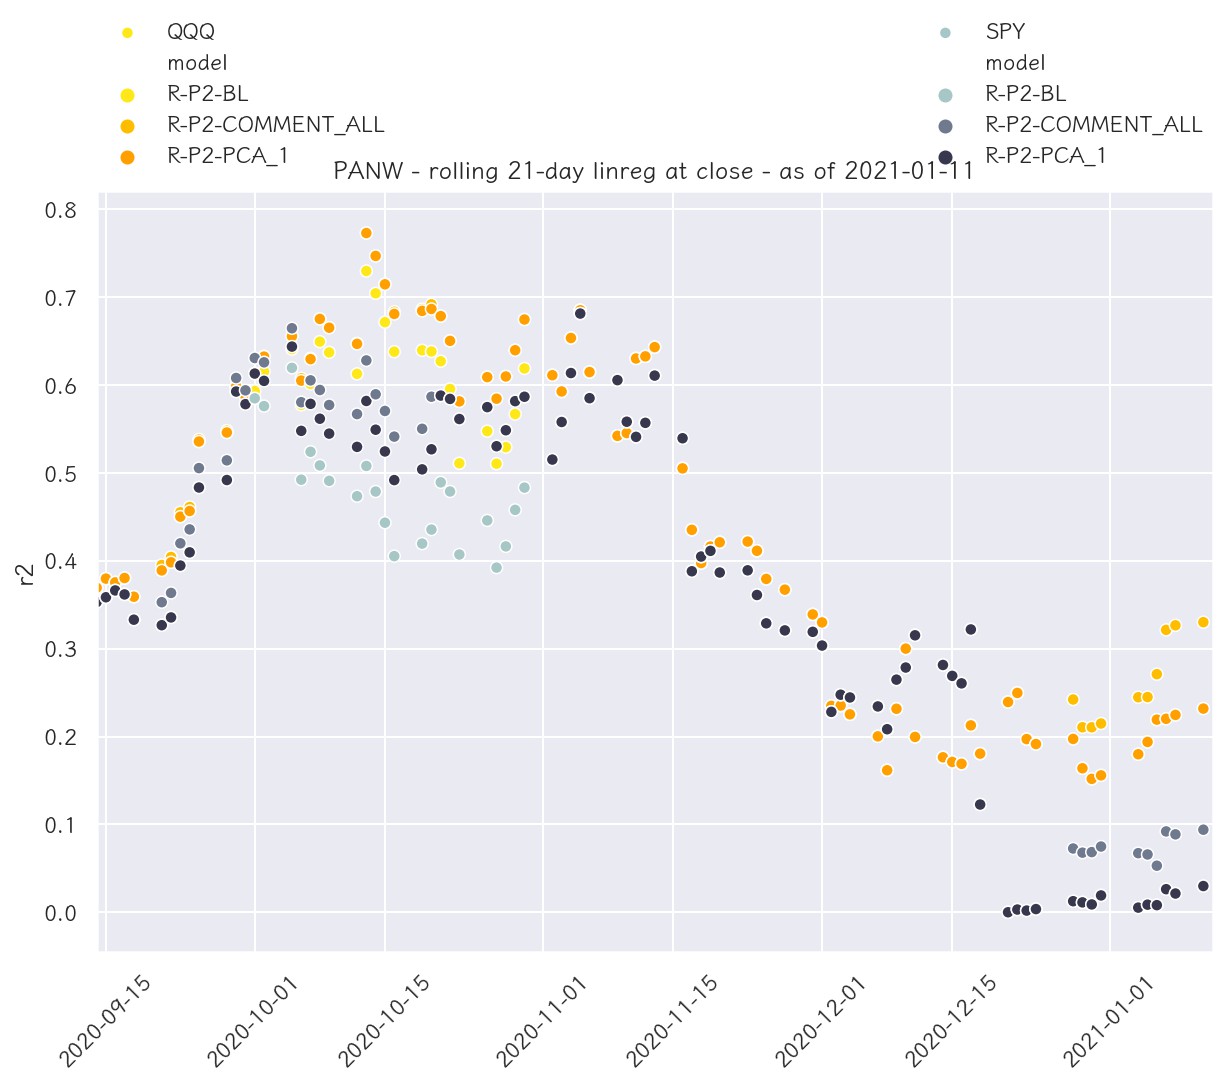 QQQ
model
R-P2-BL
R-P2-COMMENT_ALL
R-P2-PCA_1
SPY
model
R-P2-BL
R-P2-COMMENT_ALL
R-P2-PCA_1
PANW - rolling 21-day linreg at close - as of 2021-01-11
0.8
0.7
0.6
0.5
0.4
0.3
0.2
0.1
0.0
r2
2020-09-15
2020-10-01
2020-10-15
2020-11-01
2020-11-15
2020-12-01
2020-12-15
2021-01-01